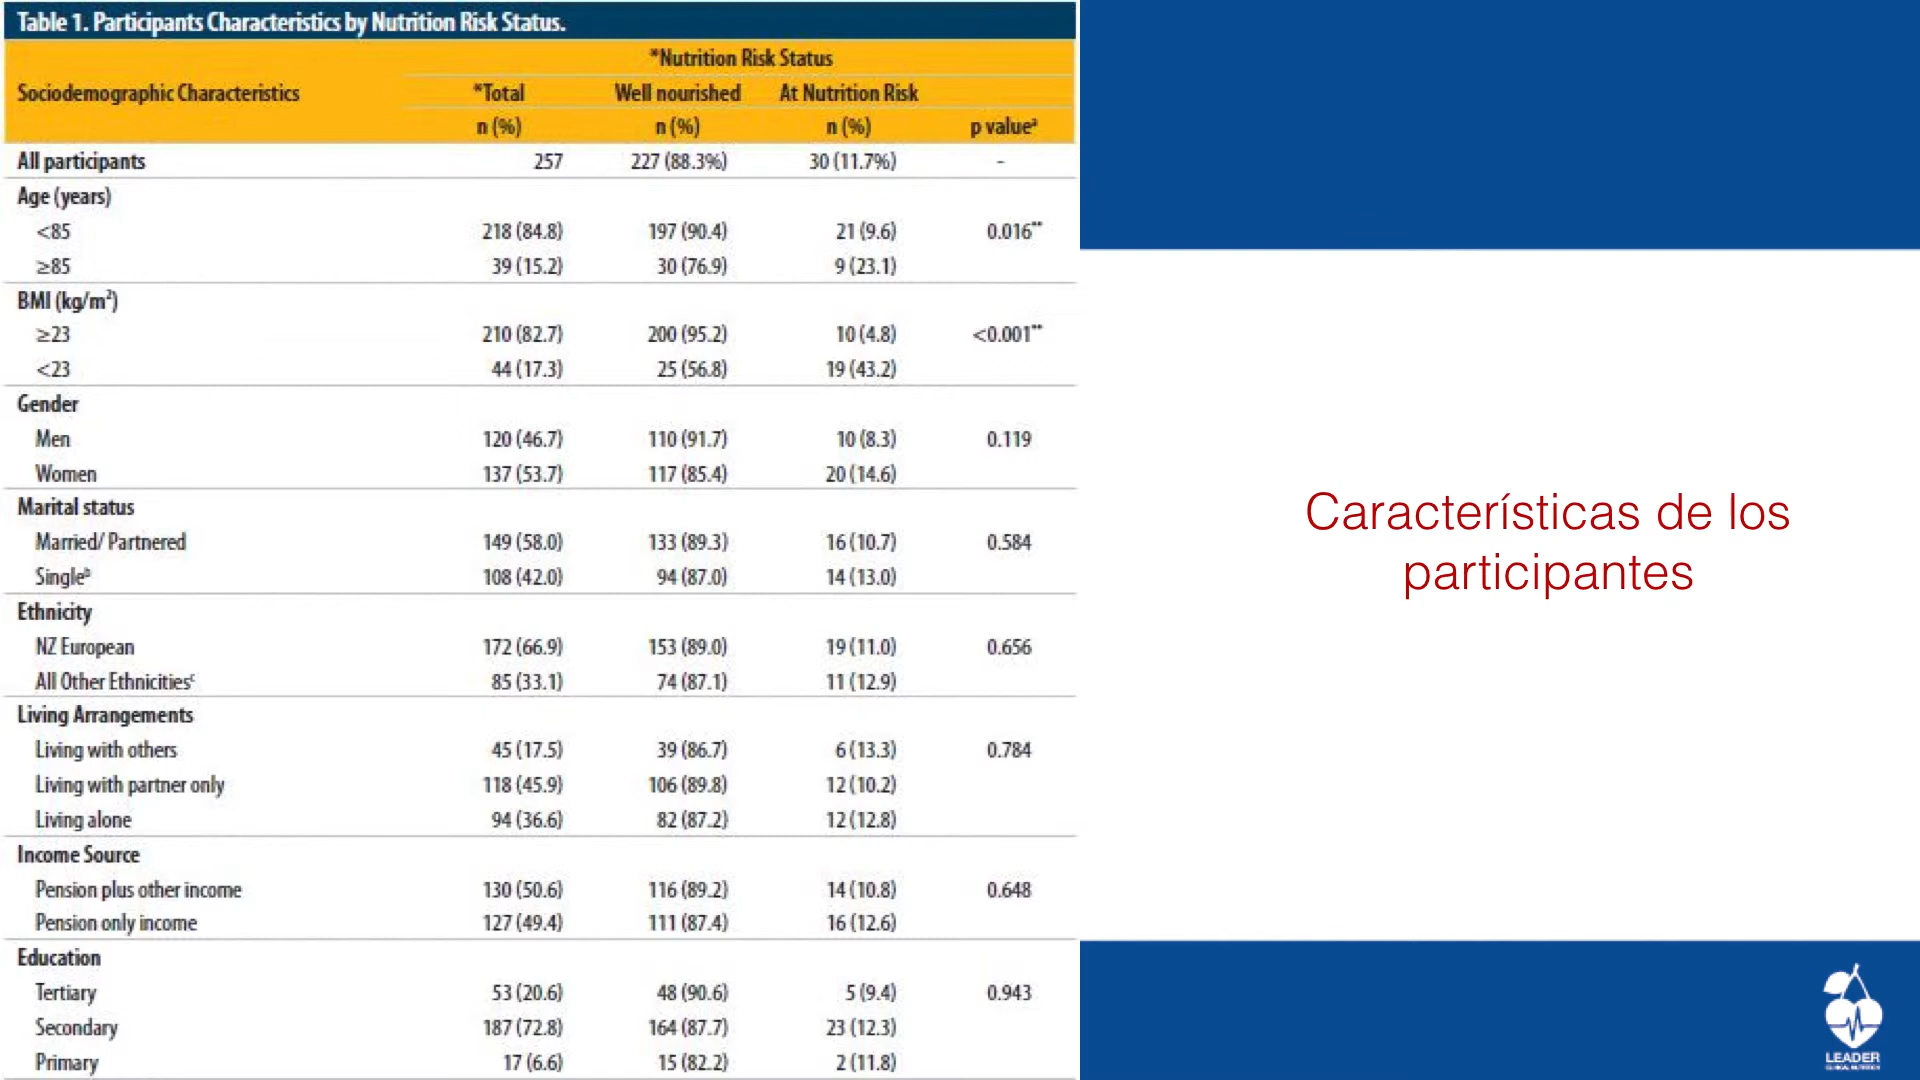 Table 1. Participants Characteristics by Nutrition Risk Status.
*Nutrition Risk Status
Sociodemographic Characteristics *Total Well nourished At Nutrition Risk
n (%) n (%) n (%) p valueª
All participants 257 227 (88.3%) 30 (11.7%) -
Age (years)
<85 218 (84.8) 197 (90.4) 21 (9.6) 0.016**
≥85 39 (15.2) 30 (76.9) 9 (23.1)
BMI (kg/m²)
≥23 210 (82.7) 200 (95.2) 10 (4.8) <0.001**
<23 44 (17.3) 25 (56.8) 19 (43.2)
Gender
Men 120 (46.7) 110 (91.7) 10 (8.3) 0.119
Women 137 (53.7) 117 (85.4) 20 (14.6)
Marital status
Married/ Partnered 149 (58.0) 133 (89.3) 16 (10.7) 0.584
Singleᵇ 108 (42.0) 94 (87.0) 14 (13.0)
Ethnicity
NZ European 172 (66.9) 153 (89.0) 19 (11.0) 0.656
All Other Ethnicitiesᶜ 85 (33.1) 74 (87.1) 11 (12.9)
Living Arrangements
Living with others 45 (17.5) 39 (86.7) 6 (13.3) 0.784
Living with partner only 118 (45.9) 106 (89.8) 12 (10.2)
Living alone 94 (36.6) 82 (87.2) 12 (12.8)
Income Source
Pension plus other income 130 (50.6) 116 (89.2) 14 (10.8) 0.648
Pension only income 127 (49.4) 111 (87.4) 16 (12.6)
Education
Tertiary 53 (20.6) 48 (90.6) 5 (9.4) 0.943
Secondary 187 (72.8) 164 (87.7) 23 (12.3)
Primary 17 (6.6) 15 (82.2) 2 (11.8)
Características de los
participantes
LEADER
CLINICAL NUTRITION